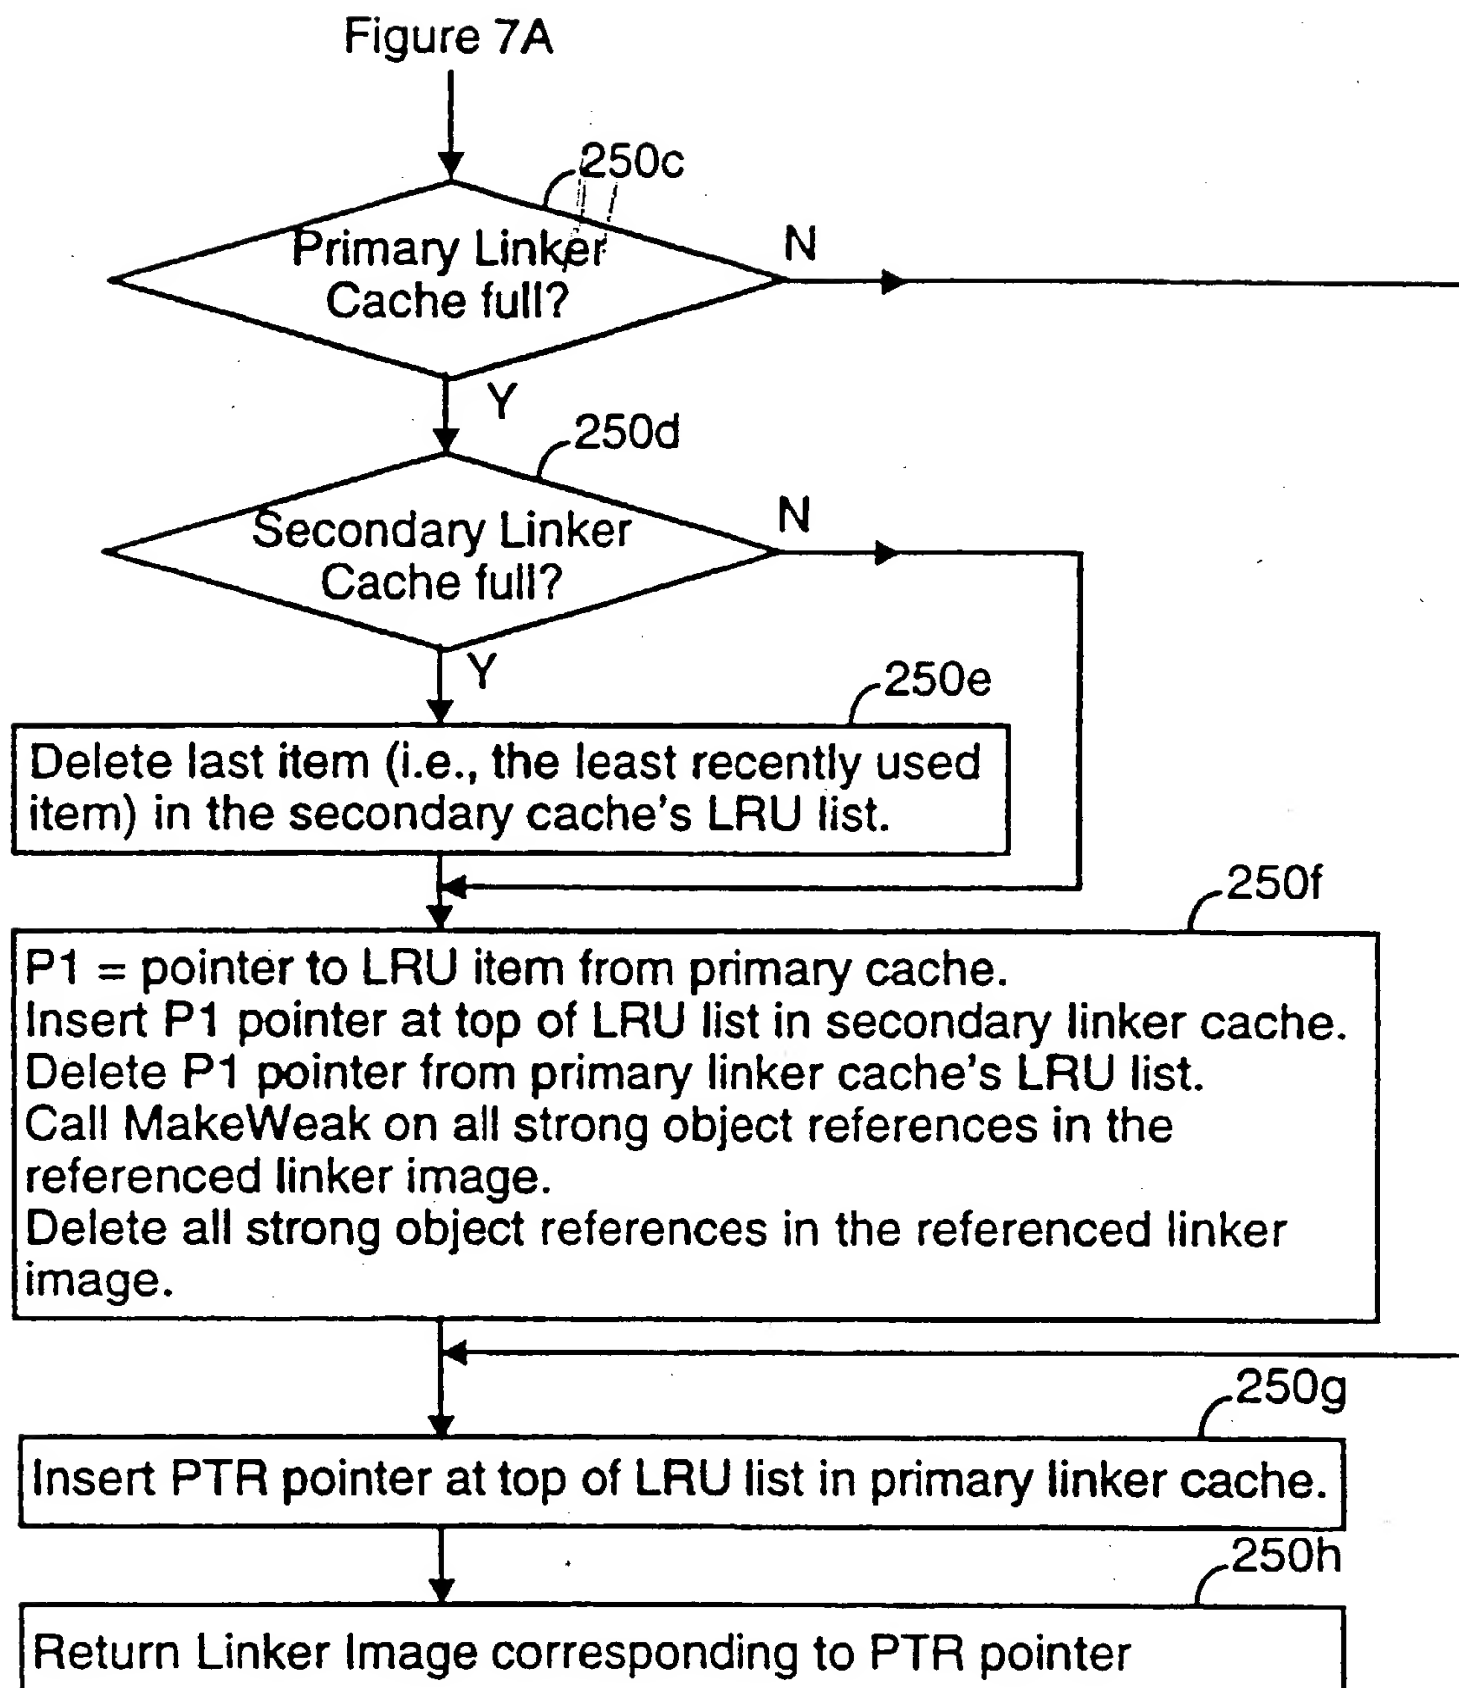 Figure 7A
250c
Primary Linker
Cache full?
N
Y
250d
Secondary Linker
Cache full?
N
Y
250e
Delete last item (i.e., the least recently used
item) in the secondary cache's LRU list.
250f
P1 = pointer to LRU item from primary cache.
Insert P1 pointer at top of LRU list in secondary linker cache.
Delete P1 pointer from primary linker cache's LRU list.
Call MakeWeak on all strong object references in the
referenced linker image.
Delete all strong object references in the referenced linker
image.
250g
Insert PTR pointer at top of LRU list in primary linker cache.
250h
Return Linker Image corresponding to PTR pointer